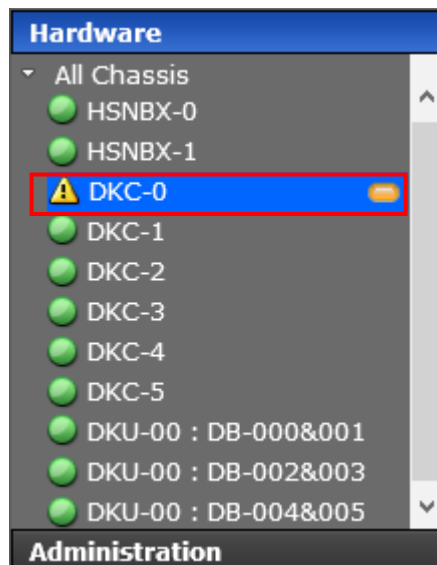 Hardware
All Chassis
HSNBX-0
HSNBX-1
DKC-0
DKC-1
DKC-2
DKC-3
DKC-4
DKC-5
DKU-00 : DB-000&001
DKU-00 : DB-002&003
DKU-00 : DB-004&005
Administration